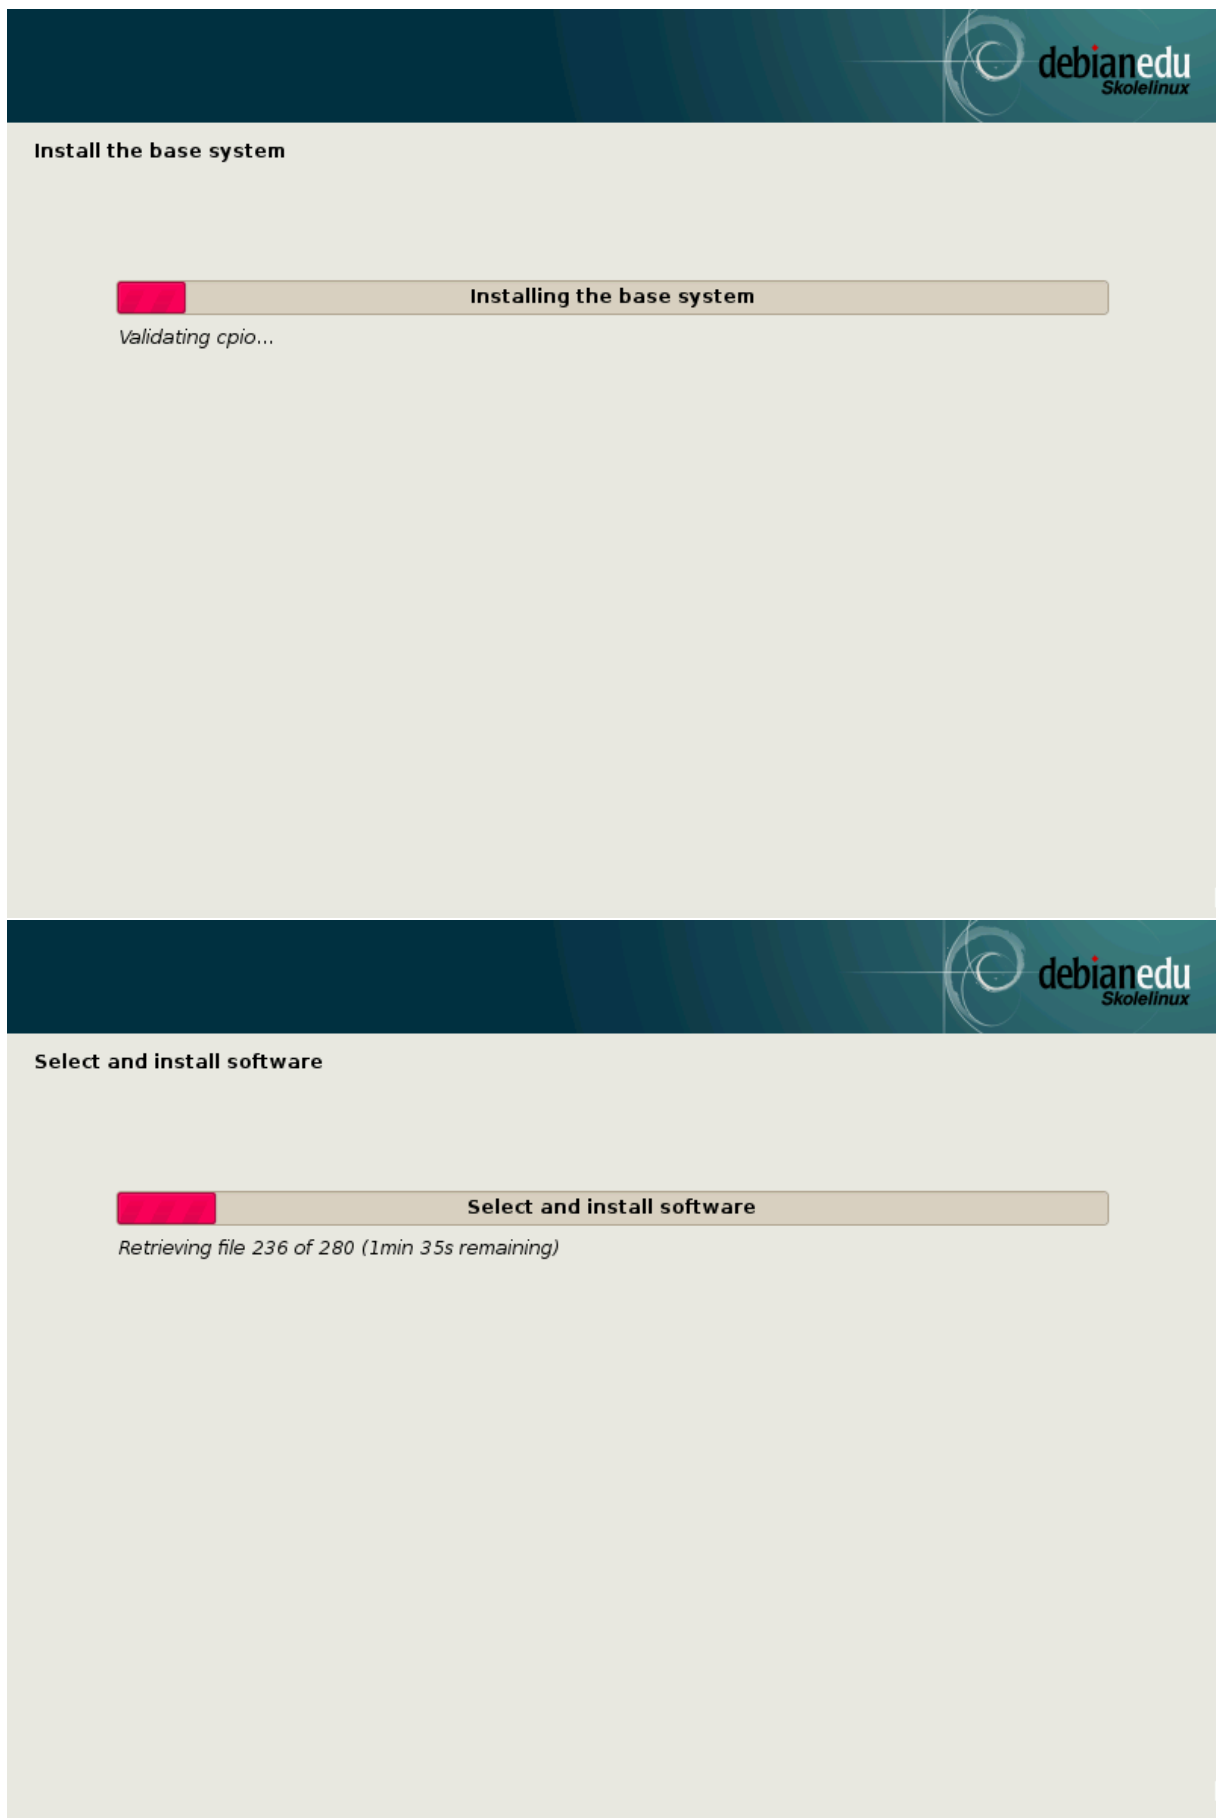 debianedu
Skolelinux
Install the base system
Installing the base system
Validating cpio...
debianedu
Skolelinux
Select and install software
Select and install software
Retrieving file 236 of 280 (1min 35s remaining)